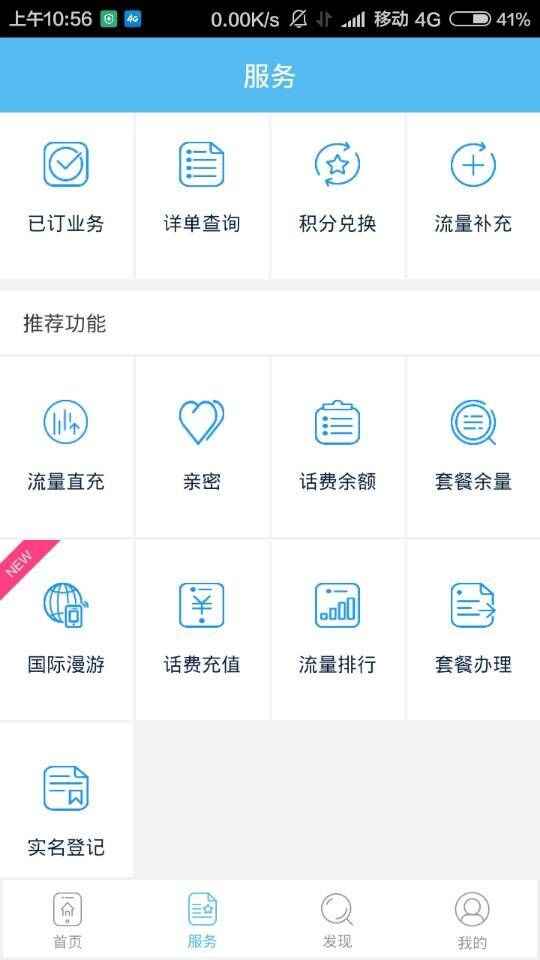 上午10:56 4G 0.00K/s 移动 4G 41%
服务
已订业务 详单查询 积分兑换 流量补充
推荐功能
流量直充 亲密 话费余额 套餐余量
NEW
国际漫游 话费充值 流量排行 套餐办理
实名登记
首页 服务 发现 我的